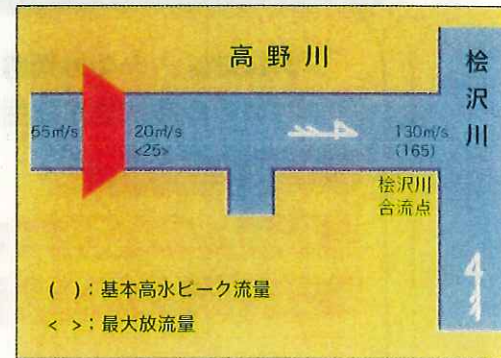 高野川
桧沢川
65㎥/s
20㎥/s
<25>
130㎥/s
(165)
桧沢川
合流点
( )：基本高水ピーク流量
< >：最大放流量